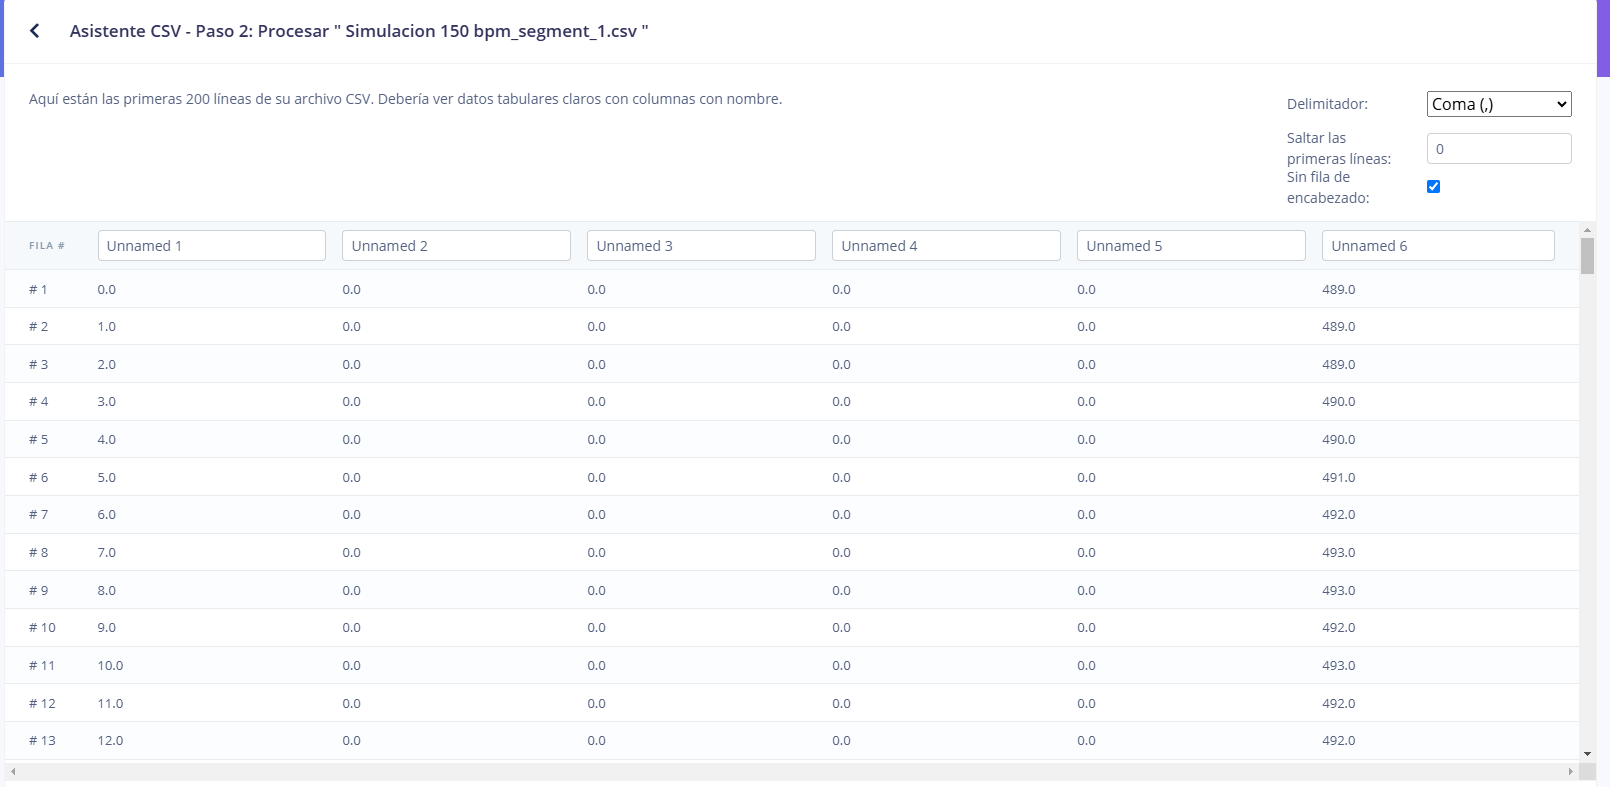 Asistente CSV - Paso 2: Procesar " Simulacion 150 bpm_segment_1.csv "
Aquí están las primeras 200 líneas de su archivo CSV. Debería ver datos tabulares claros con columnas con nombre.
Delimitador: Coma (,)
Saltar las
primeras líneas: 0
Sin fila de
encabezado:
FILA # Unnamed 1 Unnamed 2 Unnamed 3 Unnamed 4 Unnamed 5 Unnamed 6
# 1 0.0 0.0 0.0 0.0 0.0 489.0
# 2 1.0 0.0 0.0 0.0 0.0 489.0
# 3 2.0 0.0 0.0 0.0 0.0 489.0
# 4 3.0 0.0 0.0 0.0 0.0 490.0
# 5 4.0 0.0 0.0 0.0 0.0 490.0
# 6 5.0 0.0 0.0 0.0 0.0 491.0
# 7 6.0 0.0 0.0 0.0 0.0 492.0
# 8 7.0 0.0 0.0 0.0 0.0 493.0
# 9 8.0 0.0 0.0 0.0 0.0 493.0
# 10 9.0 0.0 0.0 0.0 0.0 492.0
# 11 10.0 0.0 0.0 0.0 0.0 493.0
# 12 11.0 0.0 0.0 0.0 0.0 492.0
# 13 12.0 0.0 0.0 0.0 0.0 492.0